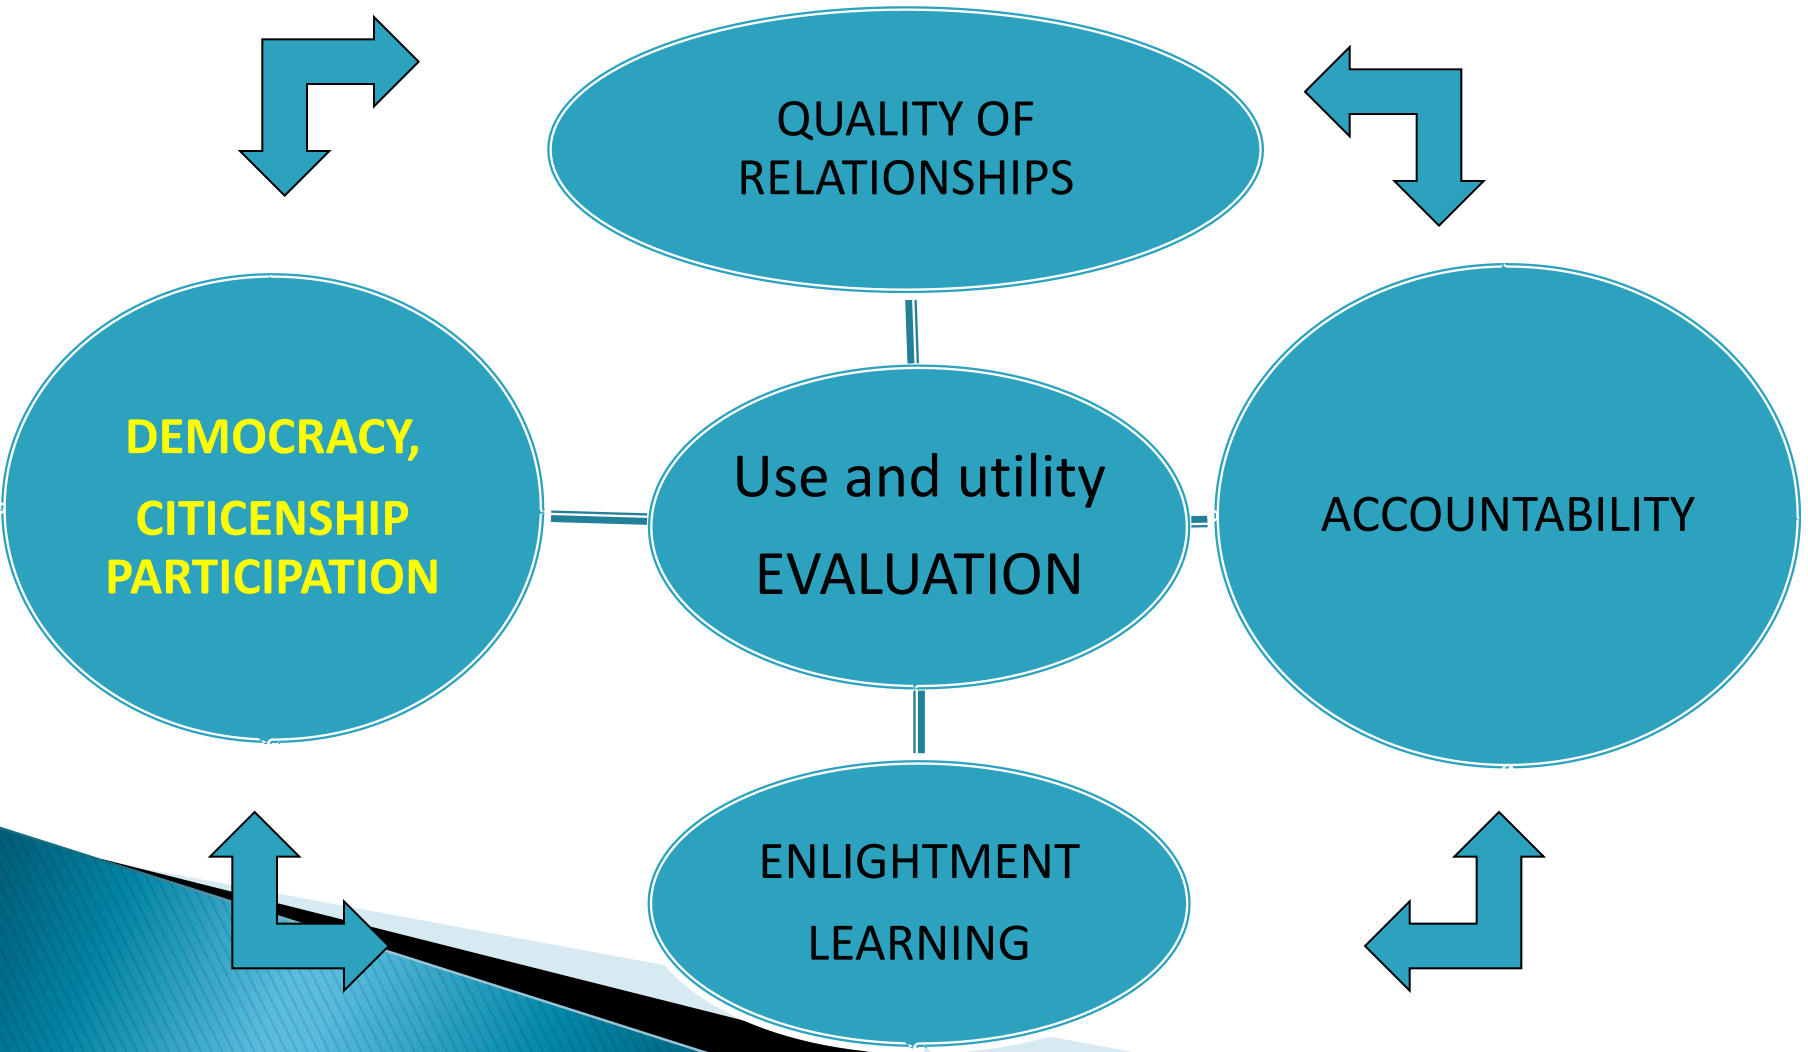 QUALITY OF
RELATIONSHIPS
DEMOCRACY,
CITICENSHIP
PARTICIPATION
Use and utility
EVALUATION
ACCOUNTABILITY
ENLIGHTMENT
LEARNING